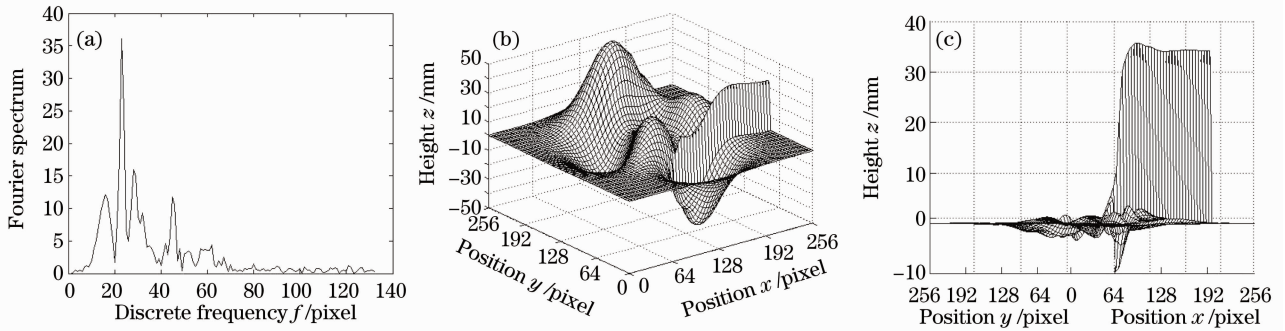 (a)
Fourier spectrum
40
35
30
25
20
15
10
5
0
0 20 40 60 80 100 120 140
Discrete frequency f /pixel
(b)
Height z /mm
50
30
10
-10
-30
-50
256
192
128
64
0
Position y /pixel
0
64
128
192
256
Position x /pixel
(c)
Height z /mm
40
30
20
10
0
-10
256 192 128 64 0 64 128 192 256
Position y /pixel Position x /pixel